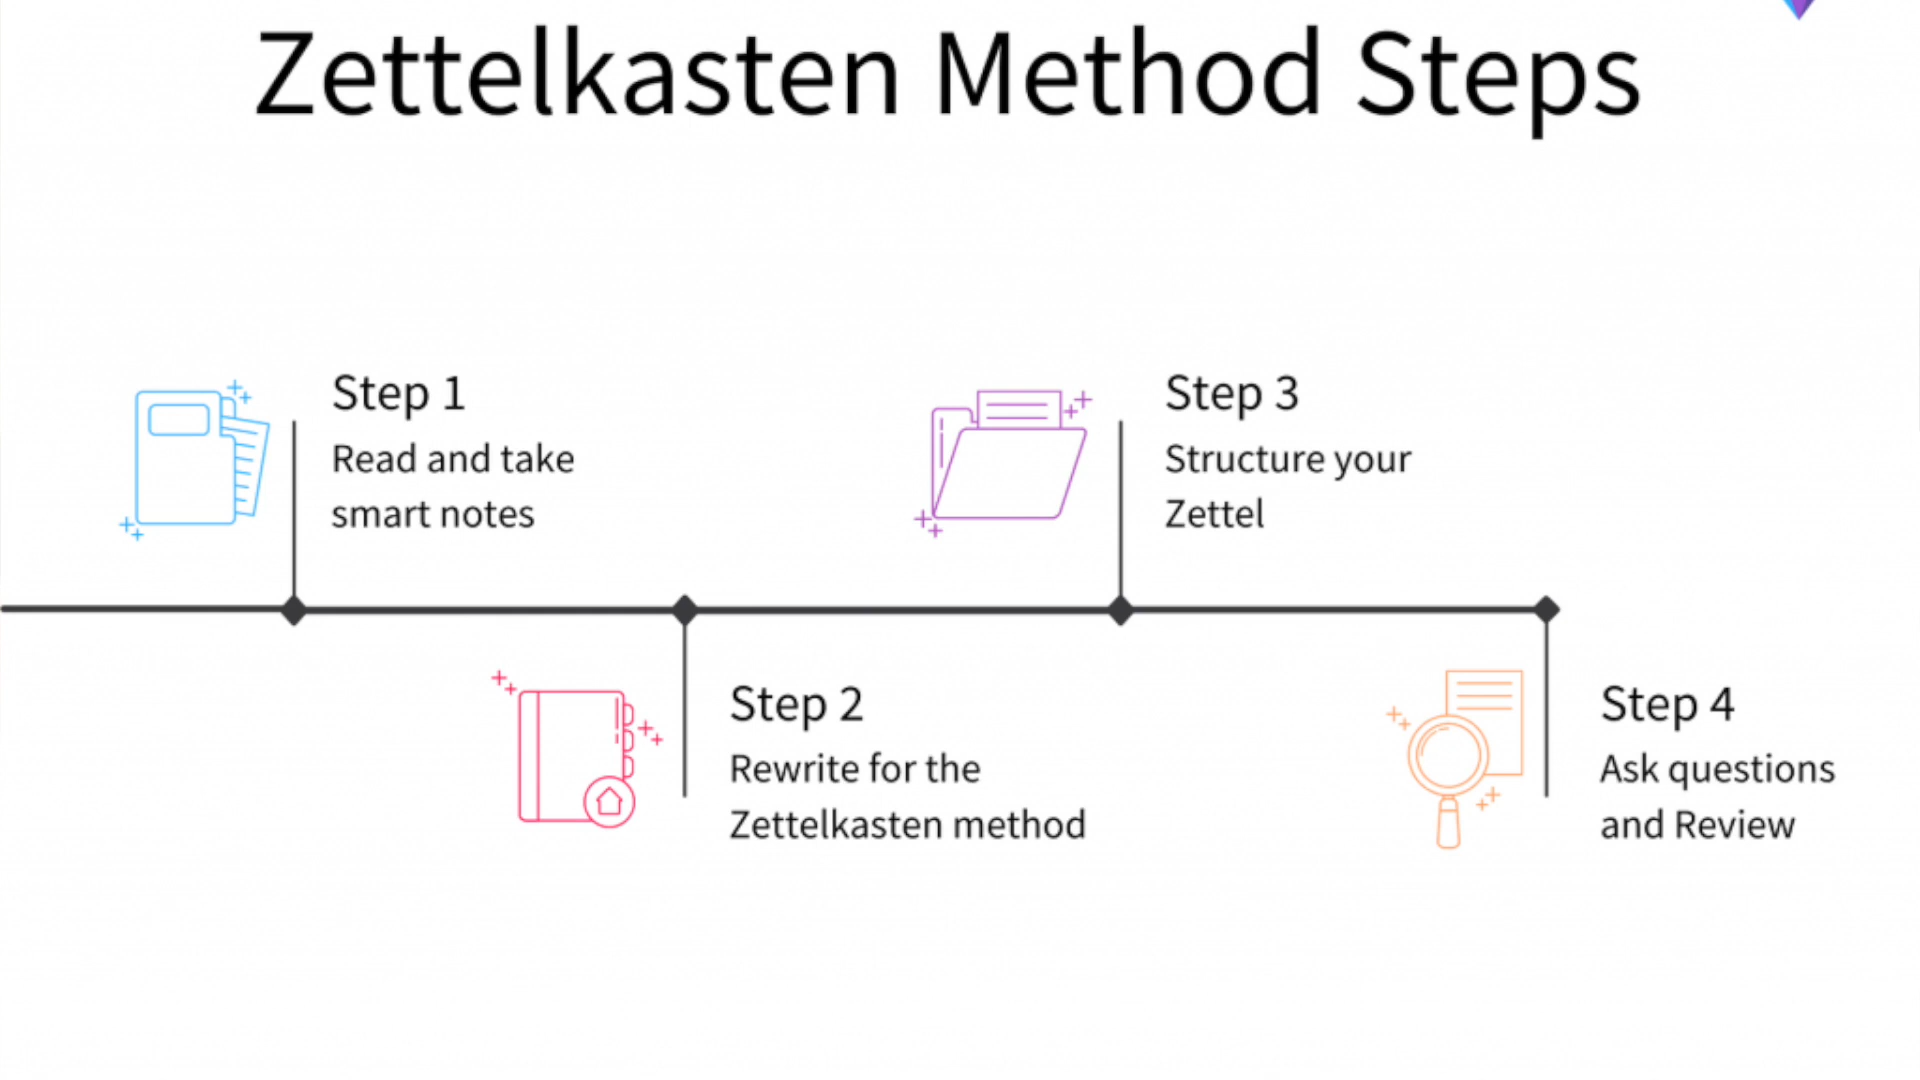 Zettelkasten Method Steps
Step 1
Read and take
smart notes
Step 2
Rewrite for the
Zettelkasten method
Step 3
Structure your
Zettel
Step 4
Ask questions
and Review